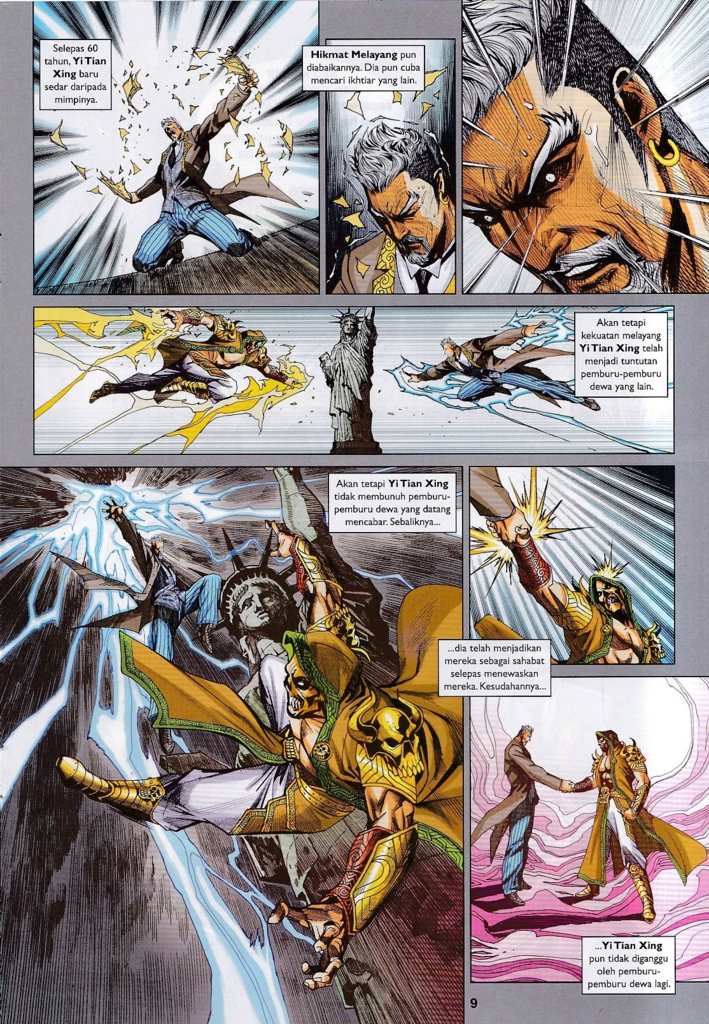 Selepas 60
tahun, Yi Tian
Xing baru
sedar daripada
mimpinya.
Hikmat Melayang pun
diabaikannya. Dia pun cuba
mencari ikhtiar yang lain.
Akan tetapi
kekuatan melayang
Yi Tian Xing telah
menjadi tuntutan
pemburu-pemburu
dewa yang lain.
Akan tetapi Yi Tian Xing
tidak membunuh pemburu-
pemburu dewa yang datang
mencabar. Sebaliknya...
...dia telah menjadikan
mereka sebagai sahabat
selepas menewaskan
mereka. Kesudahannya...
...Yi Tian Xing
pun tidak diganggu
oleh pemburu-
pemburu dewa lagi.
9